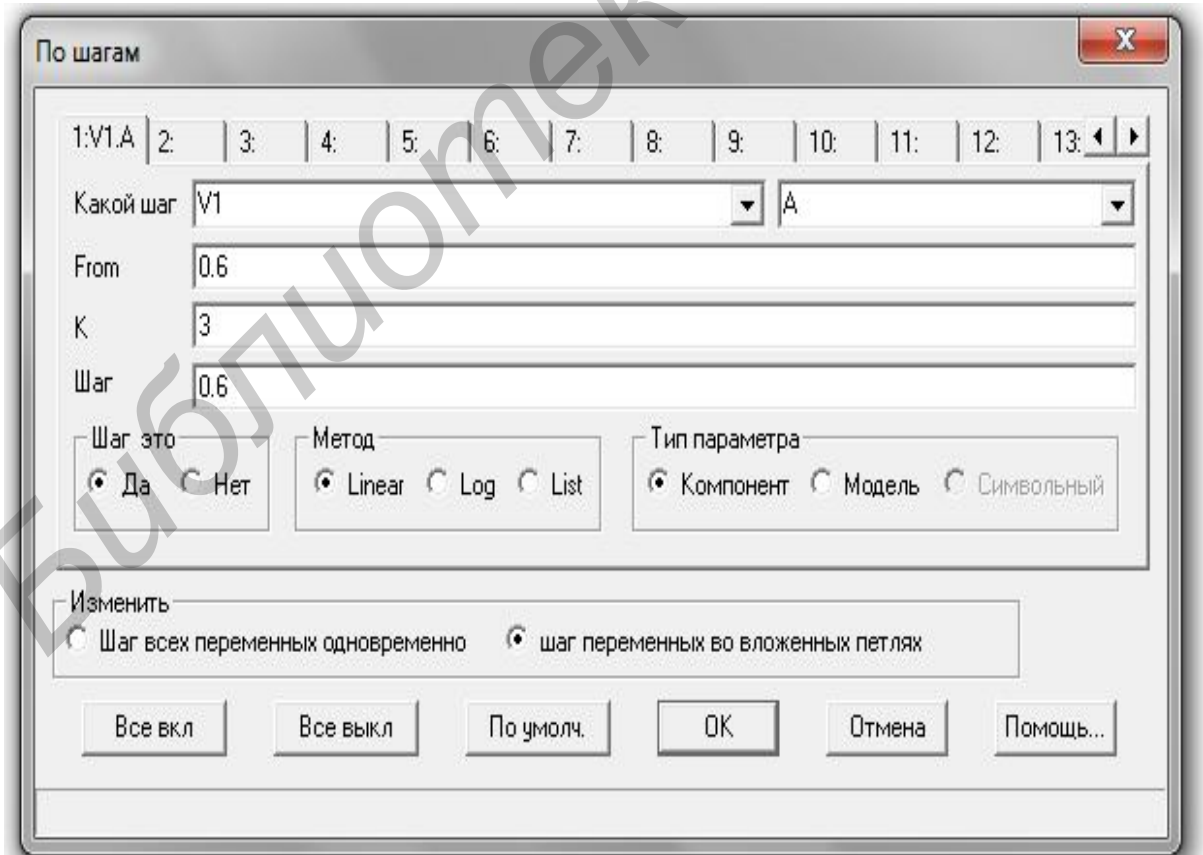 По шагам
1:V1.A 2: 3: 4: 5: 6: 7: 8: 9: 10: 11: 12: 13:
Какой шаг V1 A
From 0.6
К 3
Шаг 0.6
Шаг это Метод Тип параметра
Да Нет Linear Log List Компонент Модель Символьный
Изменить
Шаг всех переменных одновременно шаг переменных во вложенных петлях
Все вкл Все выкл По умолч. OK Отмена Помощь...